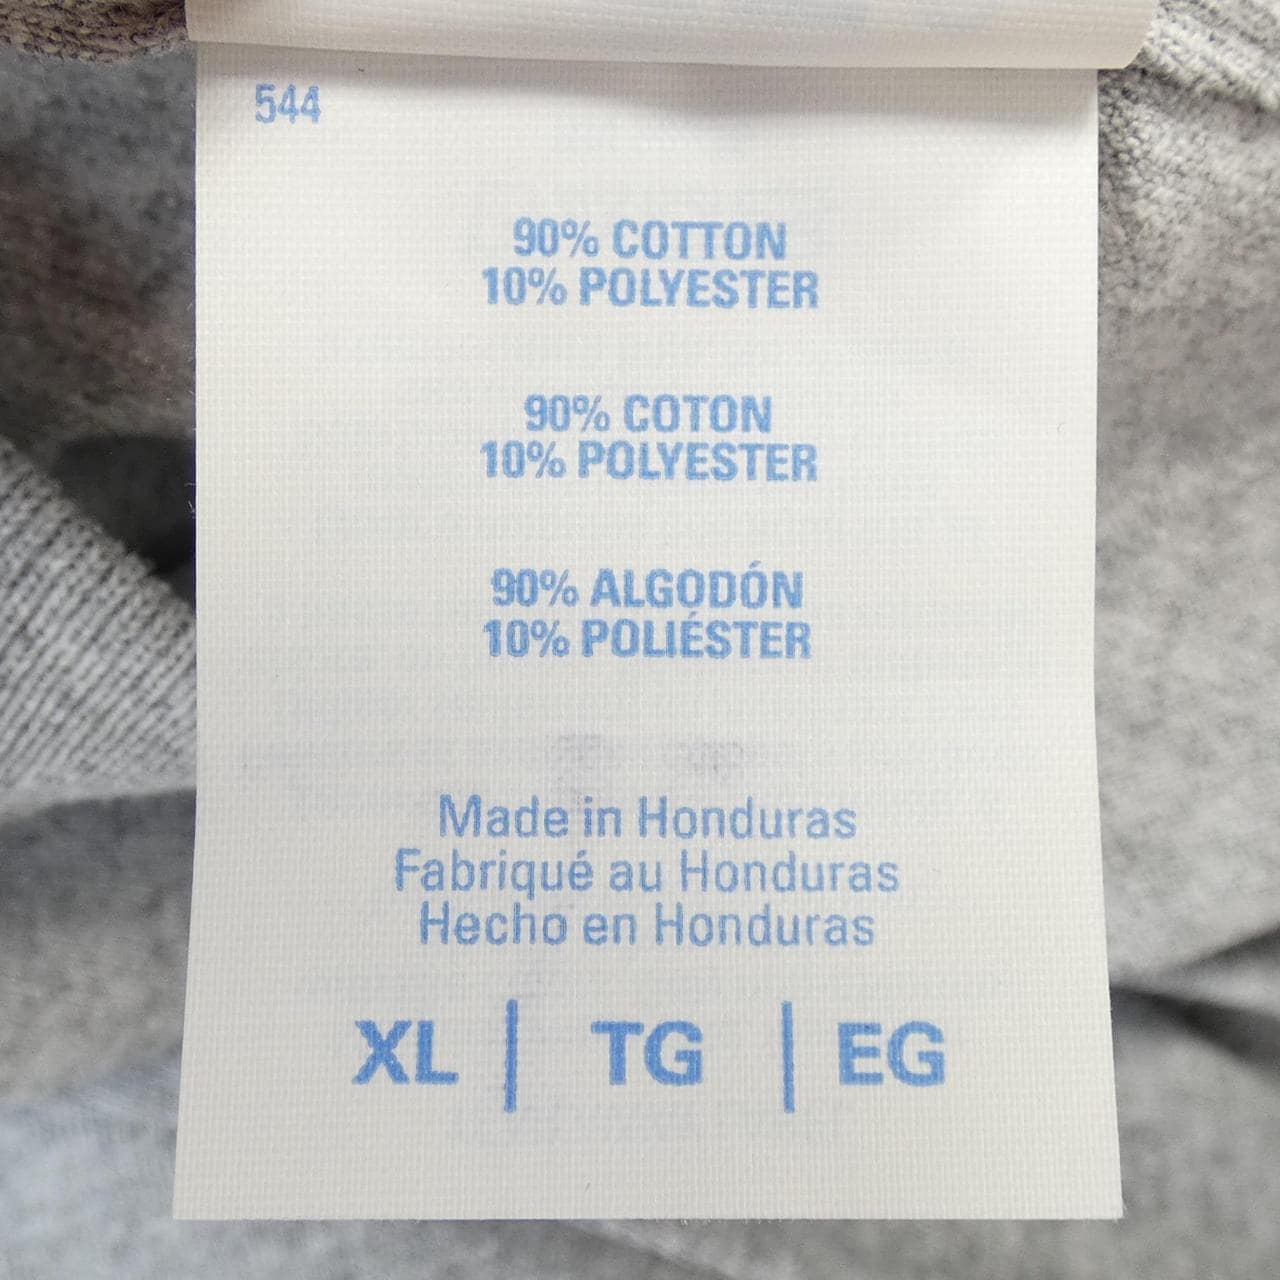 544
90% COTTON
10% POLYESTER
90% COTON
10% POLYESTER
90% ALGODÓN
10% POLIÉSTER
Made in Honduras
Fabriqué au Honduras
Hecho en Honduras
XL | TG | EG